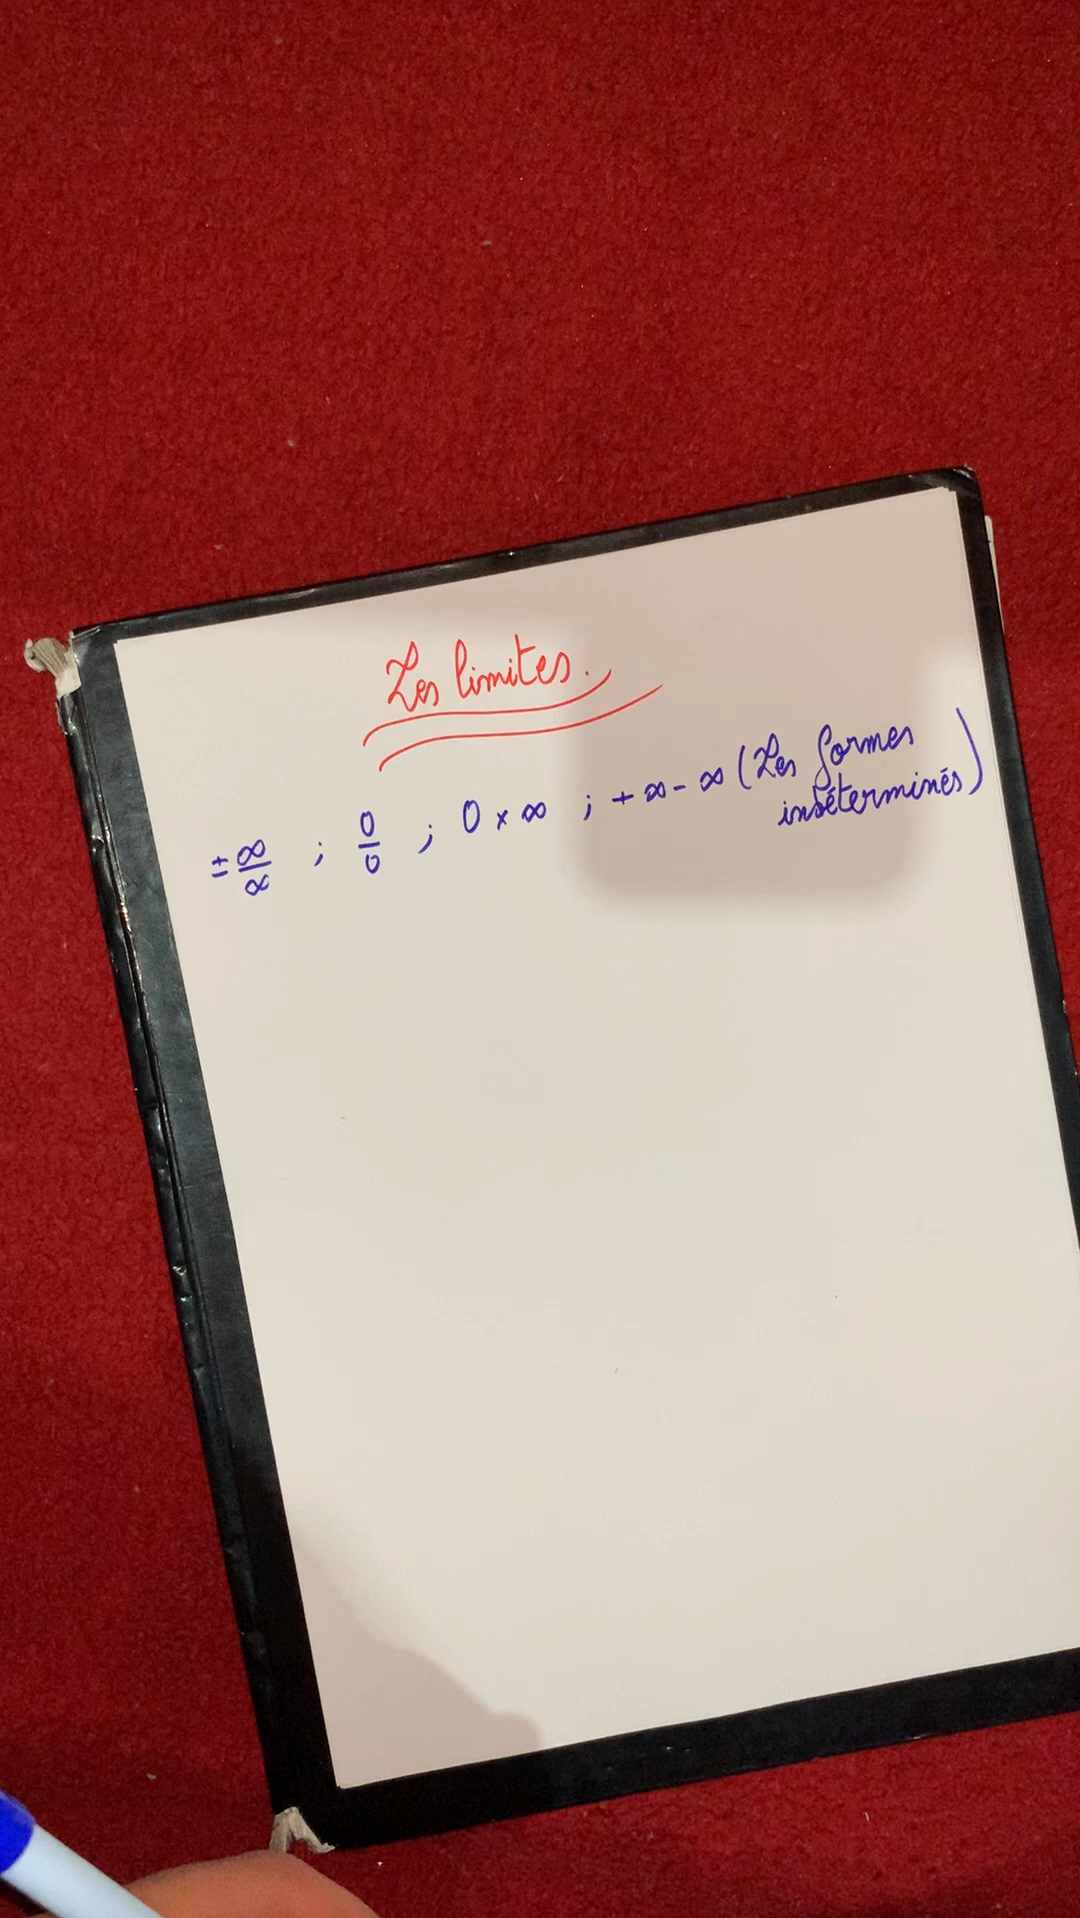 Les limites.
± ∞/∞ ; 0/0 ; 0 × ∞ ; + ∞ - ∞ (Les formes
indéterminés)